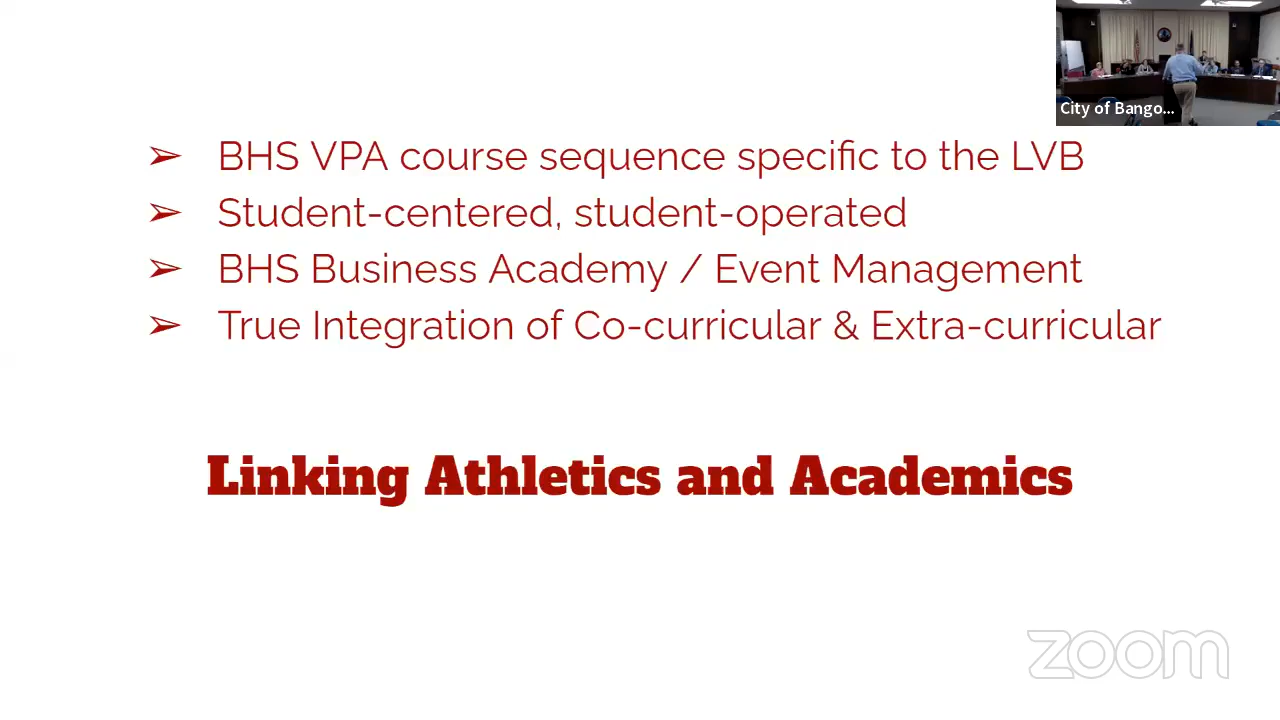 City of Bango...
➢ BHS VPA course sequence specific to the LVB
➢ Student-centered, student-operated
➢ BHS Business Academy / Event Management
➢ True Integration of Co-curricular & Extra-curricular
Linking Athletics and Academics
zoom